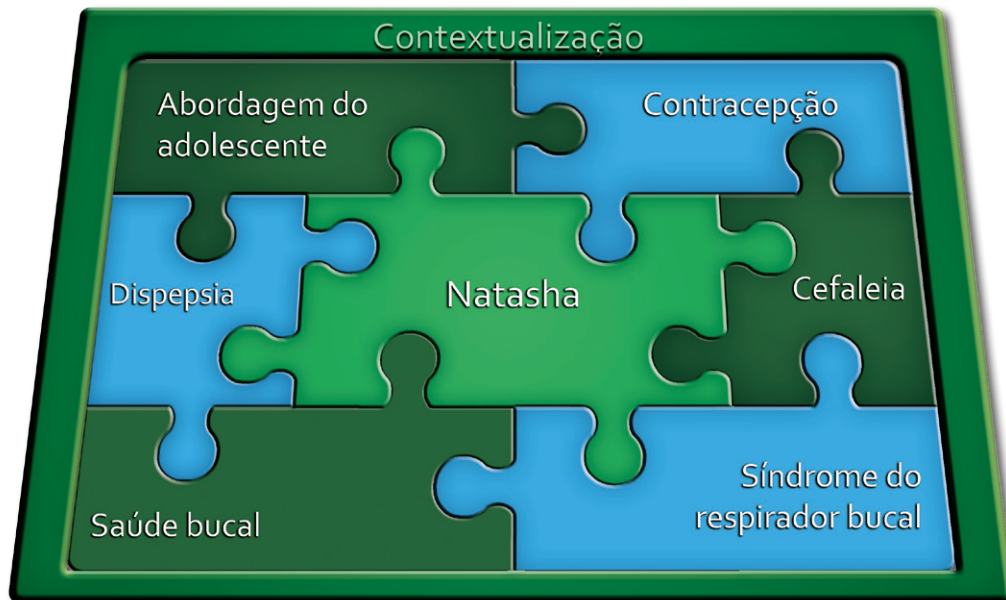 Contextualização
Abordagem do
adolescente
Contracepção
Dispepsia
Natasha
Cefaleia
Saúde bucal
Síndrome do
respirador bucal